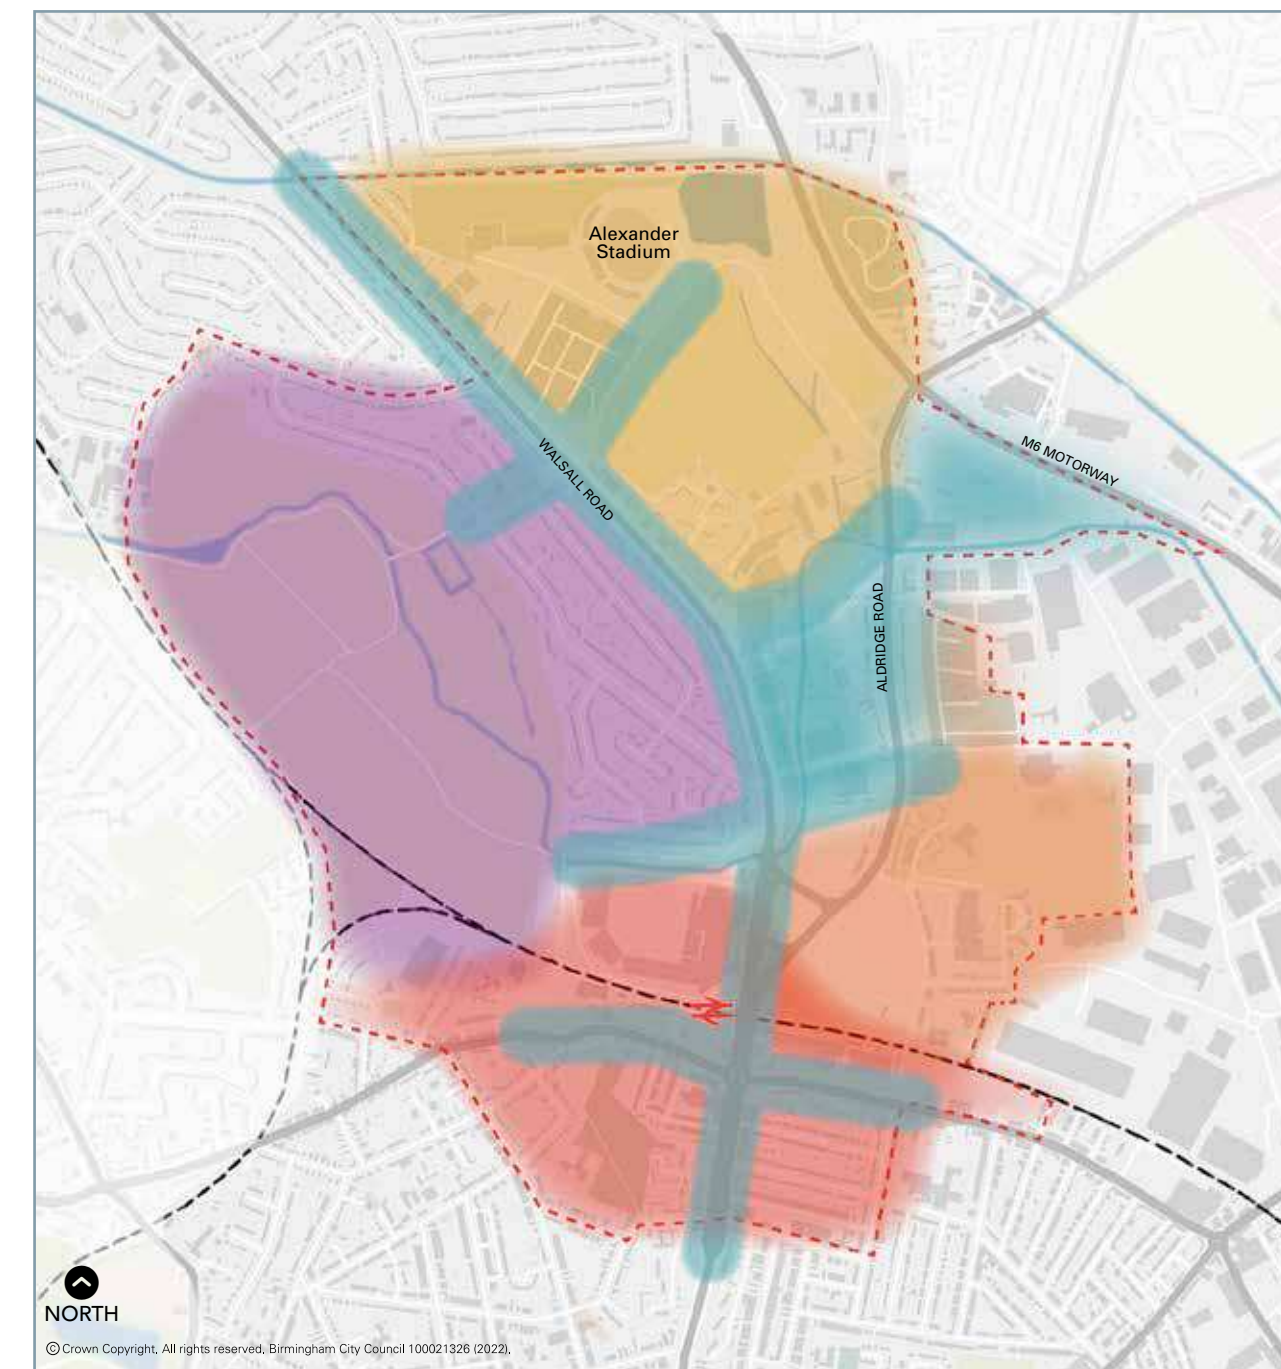 Alexander
Stadium
WALSALL ROAD
M6 MOTORWAY
ALDRIDGE ROAD
NORTH
© Crown Copyright, All rights reserved, Birmingham City Council 100021326 (2022).